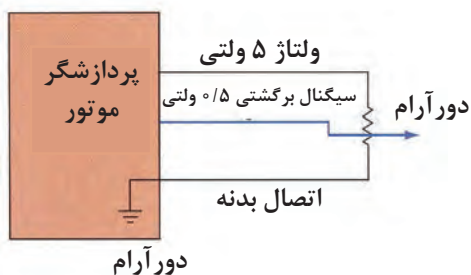 ولتاژ ۵ ولتی
پردازشگر
موتور
سیگنال برگشتی ۰/۵ ولتی
دورآرام
اتصال بدنه
دورآرام